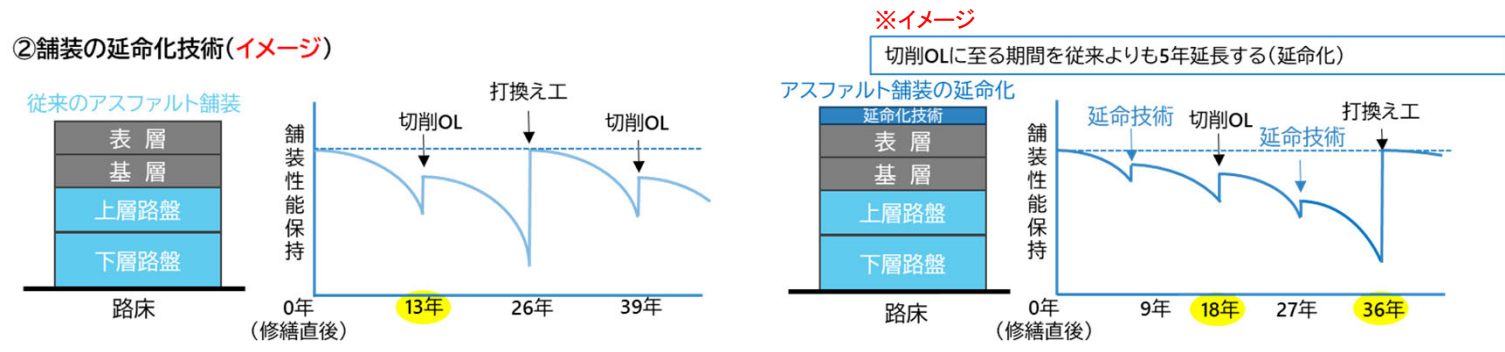 ②舗装の延命化技術(イメージ)
従来のアスファルト舗装
表 層
基 層
上層路盤
下層路盤
路床
舗装性能保持
切削OL
打換え工
切削OL
0年
(修繕直後)
13年
26年
39年
※イメージ
切削OLに至る期間を従来よりも5年延長する(延命化)
アスファルト舗装の延命化
延命化技術
表 層
基 層
上層路盤
下層路盤
路床
舗装性能保持
延命技術
切削OL
延命技術
打換え工
0年
(修繕直後)
9年
18年
27年
36年